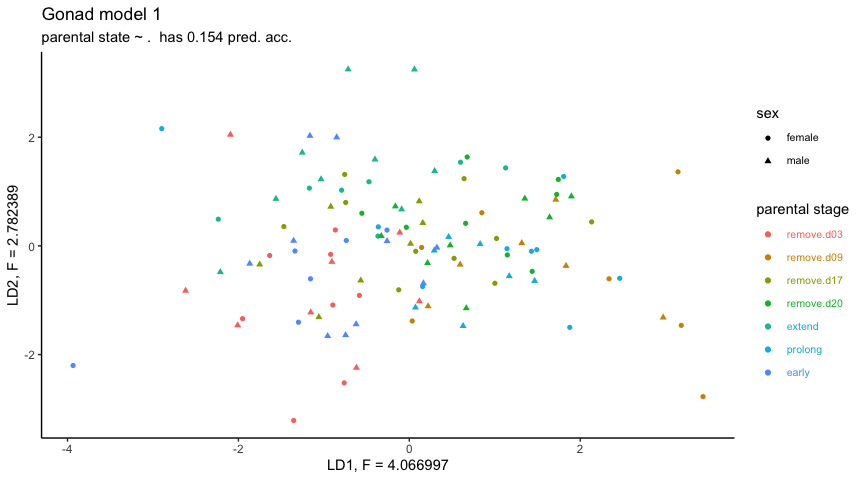 Gonad model 1
parental state ~ .  has 0.154 pred. acc.
LD2, F = 2.782389
2
0
-2
-4
-2
0
2
LD1, F = 4.066997
sex
female
male
parental stage
remove.d03
remove.d09
remove.d17
remove.d20
extend
prolong
early